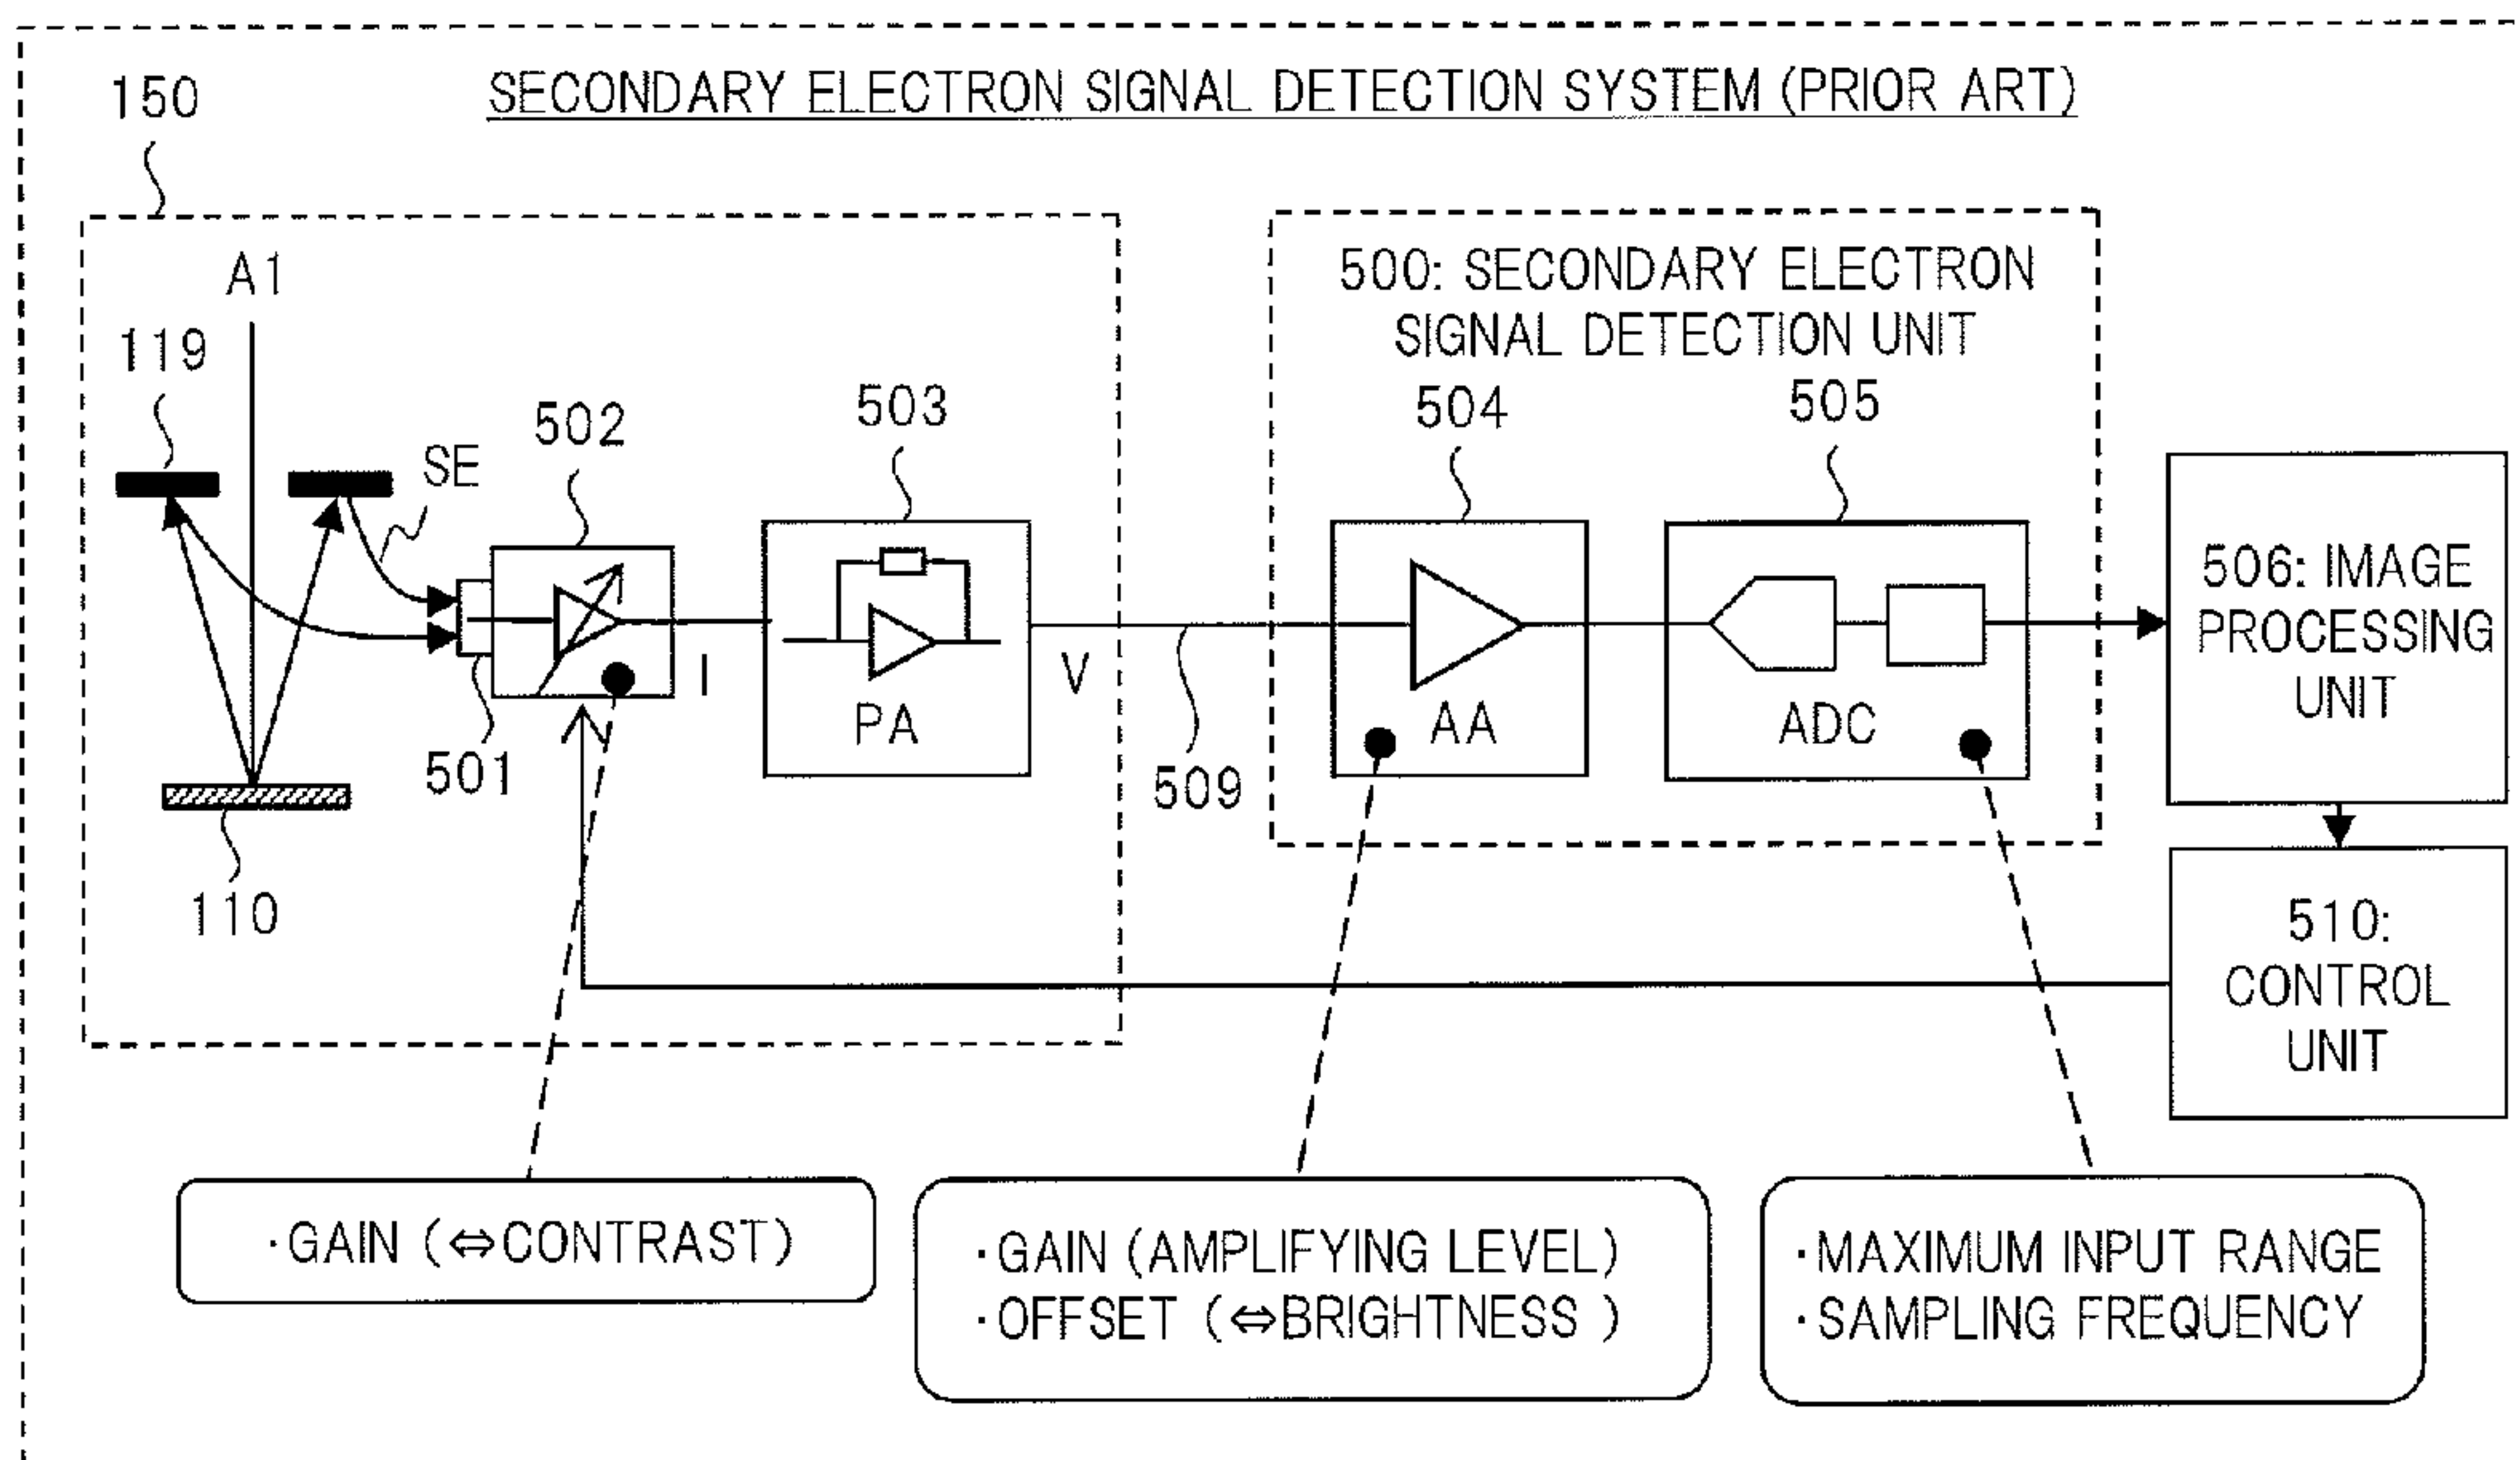 SECONDARY ELECTRON SIGNAL DETECTION SYSTEM (PRIOR ART)
150
A1
119
SE
502
503
501
110
I
PA
V
509
500: SECONDARY ELECTRON
SIGNAL DETECTION UNIT
504
505
AA
ADC
506: IMAGE
PROCESSING
UNIT
510:
CONTROL
UNIT
·GAIN (⇔CONTRAST)
·GAIN (AMPLIFYING LEVEL)
·OFFSET (⇔BRIGHTNESS )
·MAXIMUM INPUT RANGE
·SAMPLING FREQUENCY